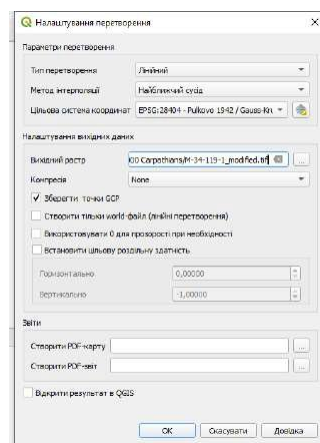 Налаштування перетворення
Параметри перетворення
Тип перетворення Лінійний
Метод інтерполяції Найближчий сусід
Цільова система координат EPSG:28404 - Pulkovo 1942 / Gauss-Kru
Налаштування вихідних даних
Вихідний растр 00 Carpathians/M-34-119-1_modified.tif
Компресія None
Зберегти точки GCP
Створити тільки world-файл (лінійні перетворення)
Використовувати 0 для прозорості при необхідності
Встановити цільову роздільну здатність
Горизонтально 0,00000
Вертикально -1,00000
Звіти
Створити PDF-карту ...
Створити PDF-звіт ...
Відкрити результат в QGIS
OK Скасувати Довідка